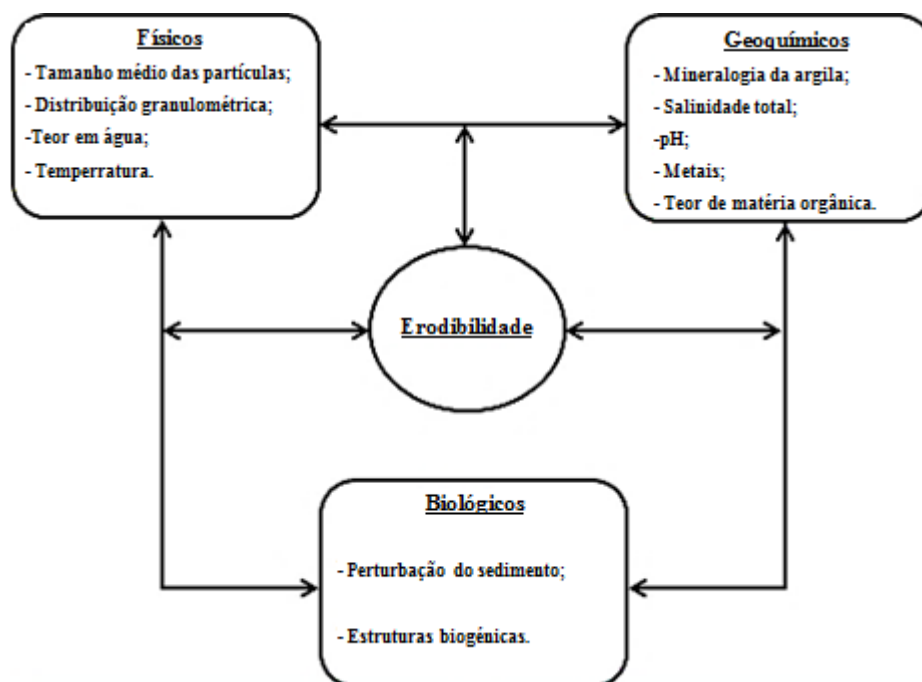 Físicos
- Tamanho médio das partículas;
- Distribuição granulométrica;
-Teor em água;
- Temperratura.
Geoquímicos
- Mineralogia da argila;
- Salinidade total;
-pH;
- Metais;
- Teor de matéria orgânica.
Erodibilidade
Biológicos
- Perturbação do sedimento;
- Estruturas biogénicas.